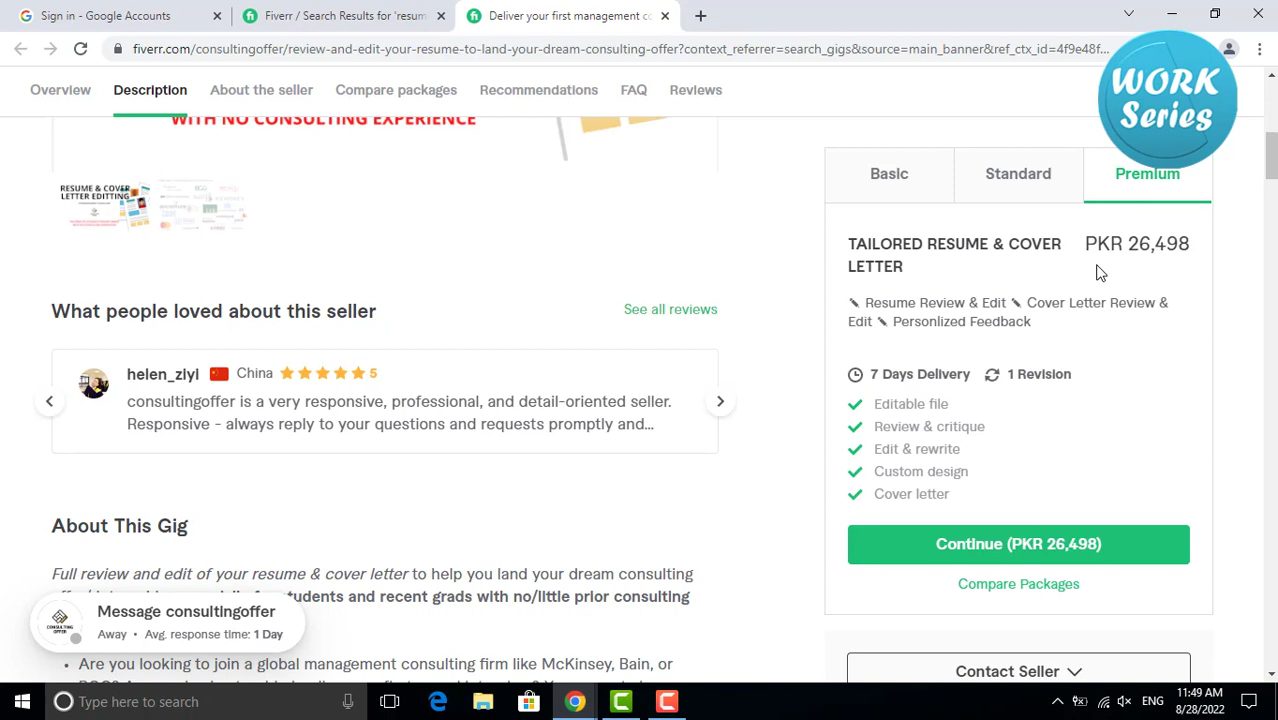 Sign in - Google Accounts
Fiverr / Search Results for 'resum
Deliver your first management co
fiverr.com/consultingoffer/review-and-edit-your-resume-to-land-your-dream-consulting-offer?context_referrer=search_gigs&source=main_banner&ref_ctx_id=4f9e48f...
WORK
Series
Overview
Description
About the seller
Compare packages
Recommendations
FAQ
Reviews
WITH NO CONSULTING EXPERIENCE
RESUME & COVER
LETTER EDITTING
Basic
Standard
Premium
TAILORED RESUME & COVER
LETTER
PKR 26,498
Resume Review & Edit Cover Letter Review &
Edit Personlized Feedback
7 Days Delivery
1 Revision
Editable file
Review & critique
Edit & rewrite
Custom design
Cover letter
Continue (PKR 26,498)
Compare Packages
Contact Seller
What people loved about this seller
See all reviews
helen_ziyi
China
5
consultingoffer is a very responsive, professional, and detail-oriented seller.
Responsive - always reply to your questions and requests promptly and...
About This Gig
Full review and edit of your resume & cover letter to help you land your dream consulting
students and recent grads with no/little prior consulting
Message consultingoffer
Away • Avg. response time: 1 Day
CONSULTING
OFFER
• Are you looking to join a global management consulting firm like McKinsey, Bain, or
Type here to search
ENG
11:49 AM
8/28/2022